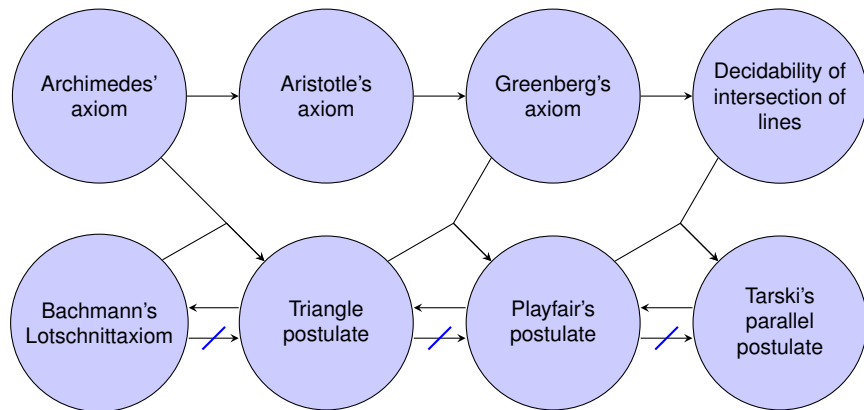 Archimedes'
axiom
Aristotle's
axiom
Greenberg's
axiom
Decidability of
intersection of
lines
Bachmann's
Lotschnittaxiom
Triangle
postulate
Playfair's
postulate
Tarski's
parallel
postulate